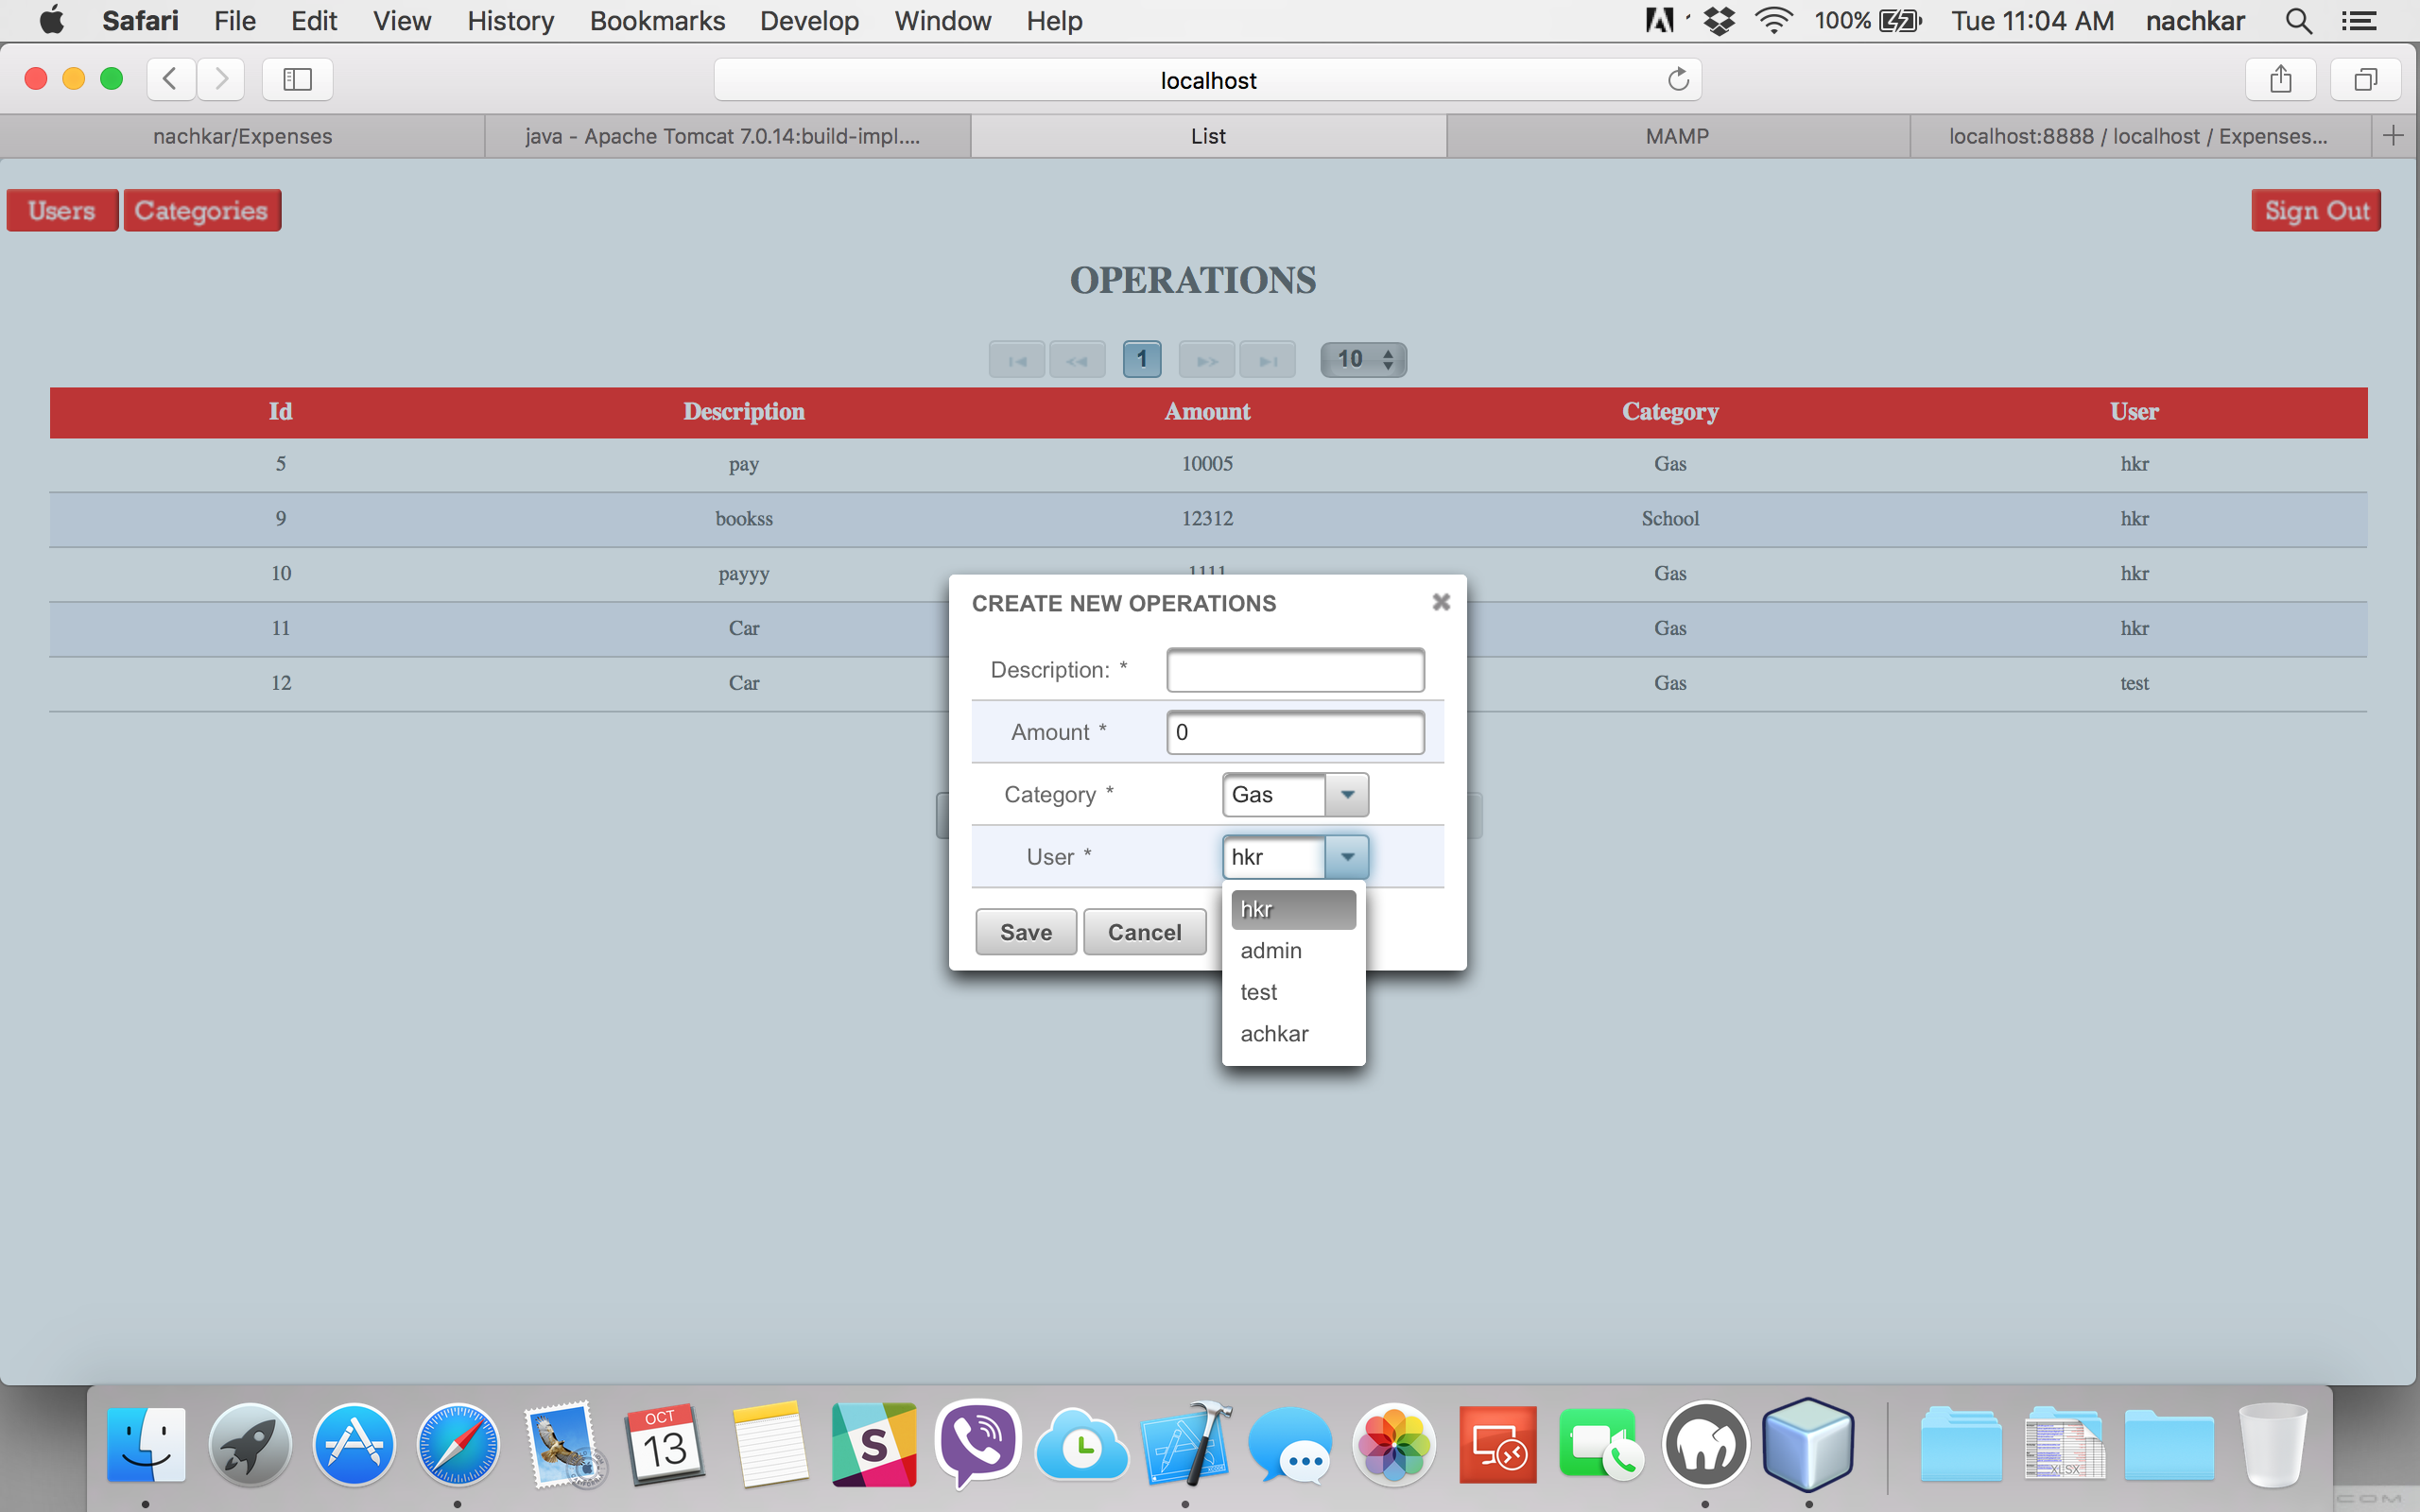 Safari File Edit View History Bookmarks Develop Window Help 100% Tue 11:04 AM nachkar
localhost
nachkar/Expenses java - Apache Tomcat 7.0.14:build-impl.... List MAMP localhost:8888 / localhost / Expenses...
Users Categories Sign Out
OPERATIONS
1 10
Id Description Amount Category User
5 pay 10005 Gas hkr
9 bookss 12312 School hkr
10 payyy 1111 Gas hkr
11 Car Gas hkr
12 Car Gas test
CREATE NEW OPERATIONS
Description: *
Amount * 0
Category * Gas
User * hkr
hkr
admin
test
achkar
Save Cancel
OCT
13
S
XLSX
COM